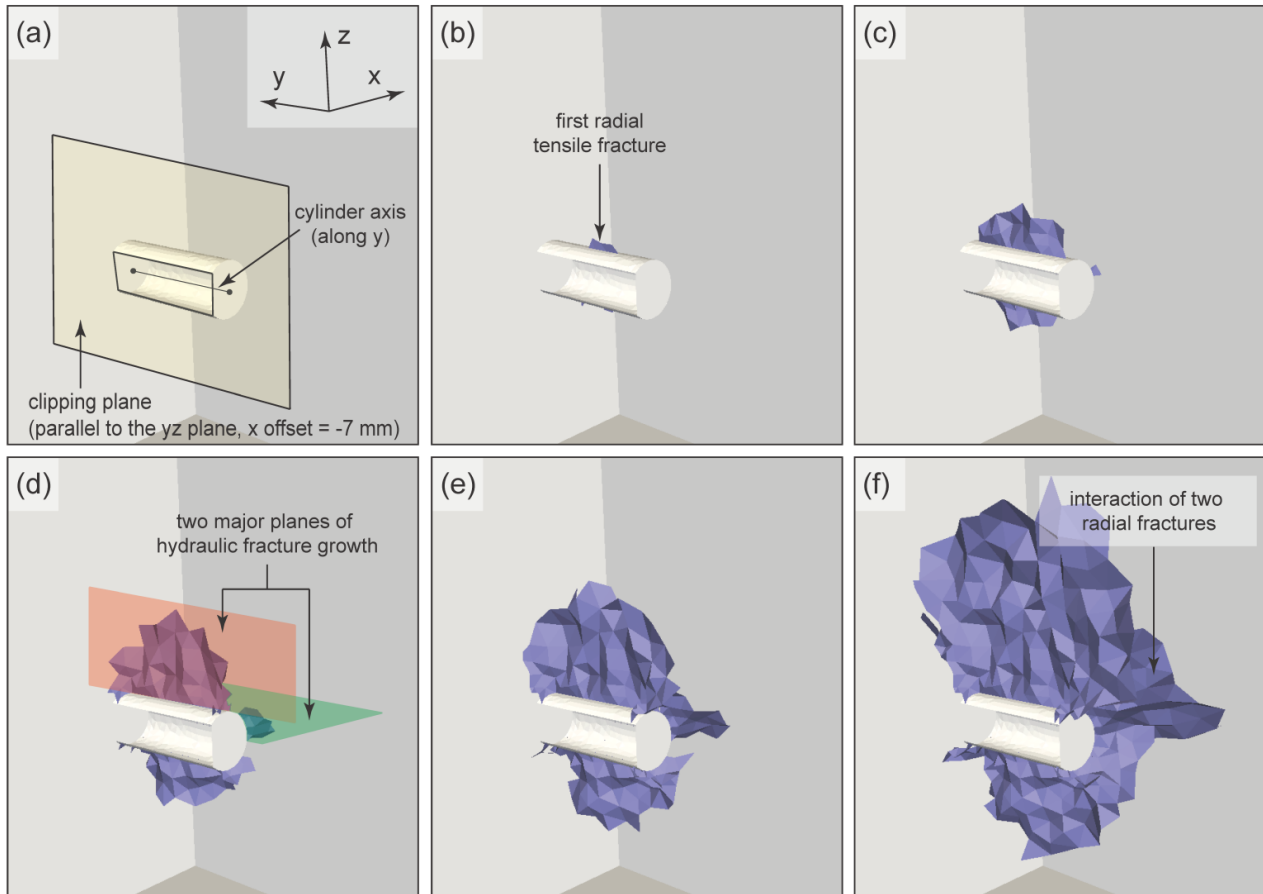 (a)
z
y
x
cylinder axis
(along y)
clipping plane
(parallel to the yz plane, x offset = -7 mm)
(b)
first radial
tensile fracture
(c)
(d)
two major planes of
hydraulic fracture growth
(e)
(f)
interaction of two
radial fractures